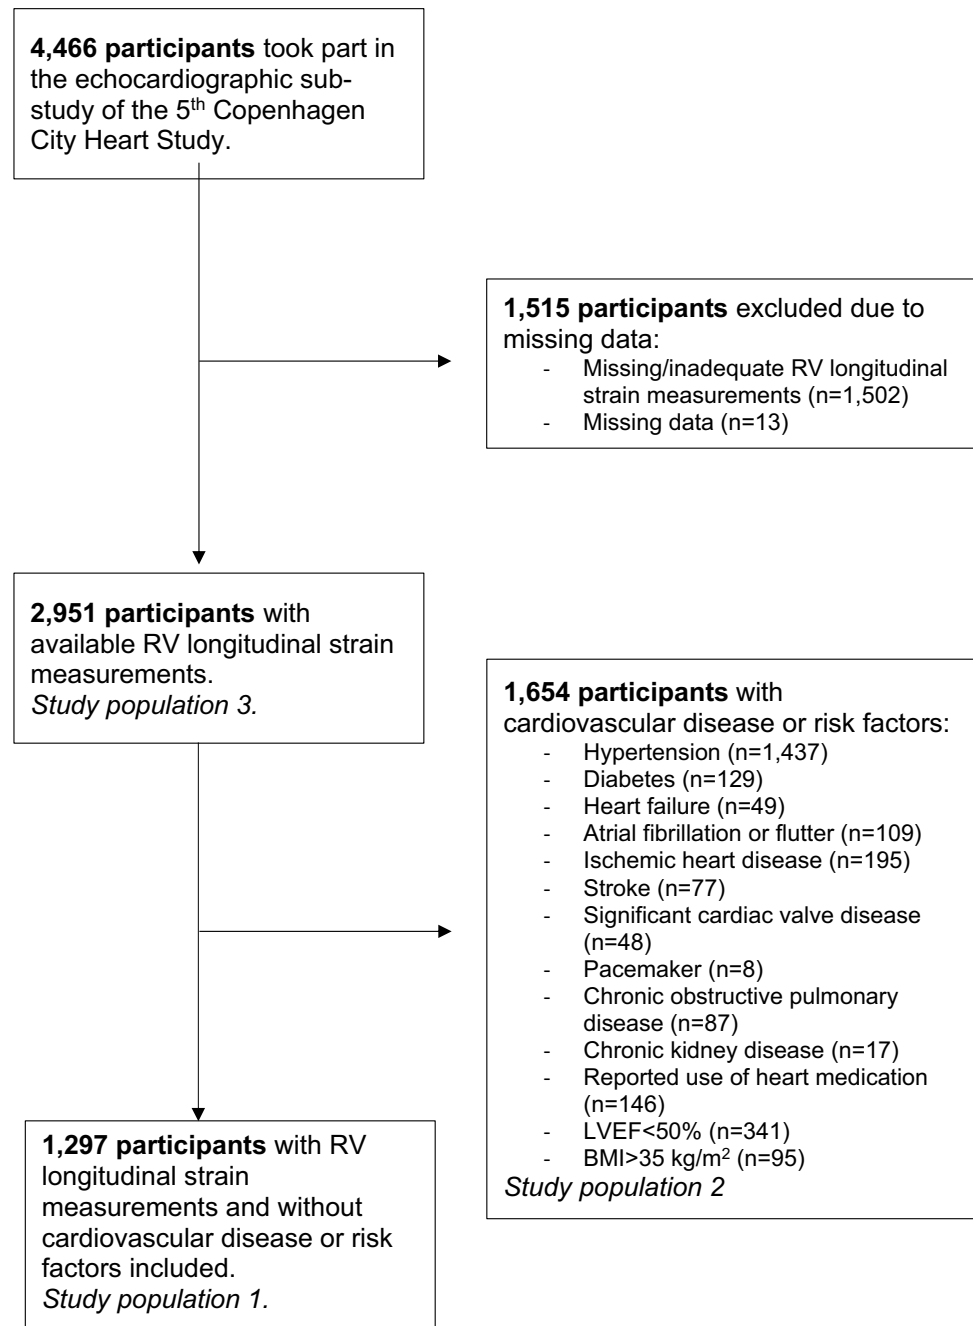 4,466 participants took part in
the echocardiographic sub-
study of the 5th Copenhagen
City Heart Study.
1,515 participants excluded due to
missing data:
- Missing/inadequate RV longitudinal
strain measurements (n=1,502)
- Missing data (n=13)
2,951 participants with
available RV longitudinal strain
measurements.
Study population 3.
1,654 participants with
cardiovascular disease or risk factors:
- Hypertension (n=1,437)
- Diabetes (n=129)
- Heart failure (n=49)
- Atrial fibrillation or flutter (n=109)
- Ischemic heart disease (n=195)
- Stroke (n=77)
- Significant cardiac valve disease
(n=48)
- Pacemaker (n=8)
- Chronic obstructive pulmonary
disease (n=87)
- Chronic kidney disease (n=17)
- Reported use of heart medication
(n=146)
- LVEF<50% (n=341)
- BMI>35 kg/m2 (n=95)
Study population 2
1,297 participants with RV
longitudinal strain
measurements and without
cardiovascular disease or risk
factors included.
Study population 1.